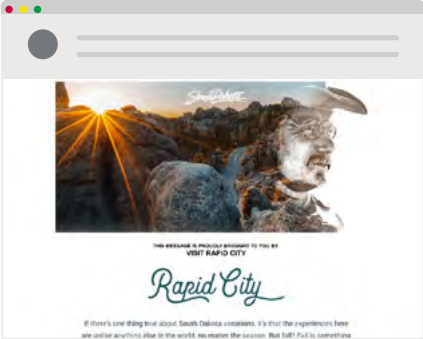 South Dakota
THIS MESSAGE IS PROUDLY BROUGHT TO YOU BY
VISIT RAPID CITY
Rapid City
If there's one thing true about South Dakota vacations, it's that the experiences here
are unlike anything else in the world, no matter the season. But fall? Fall is something